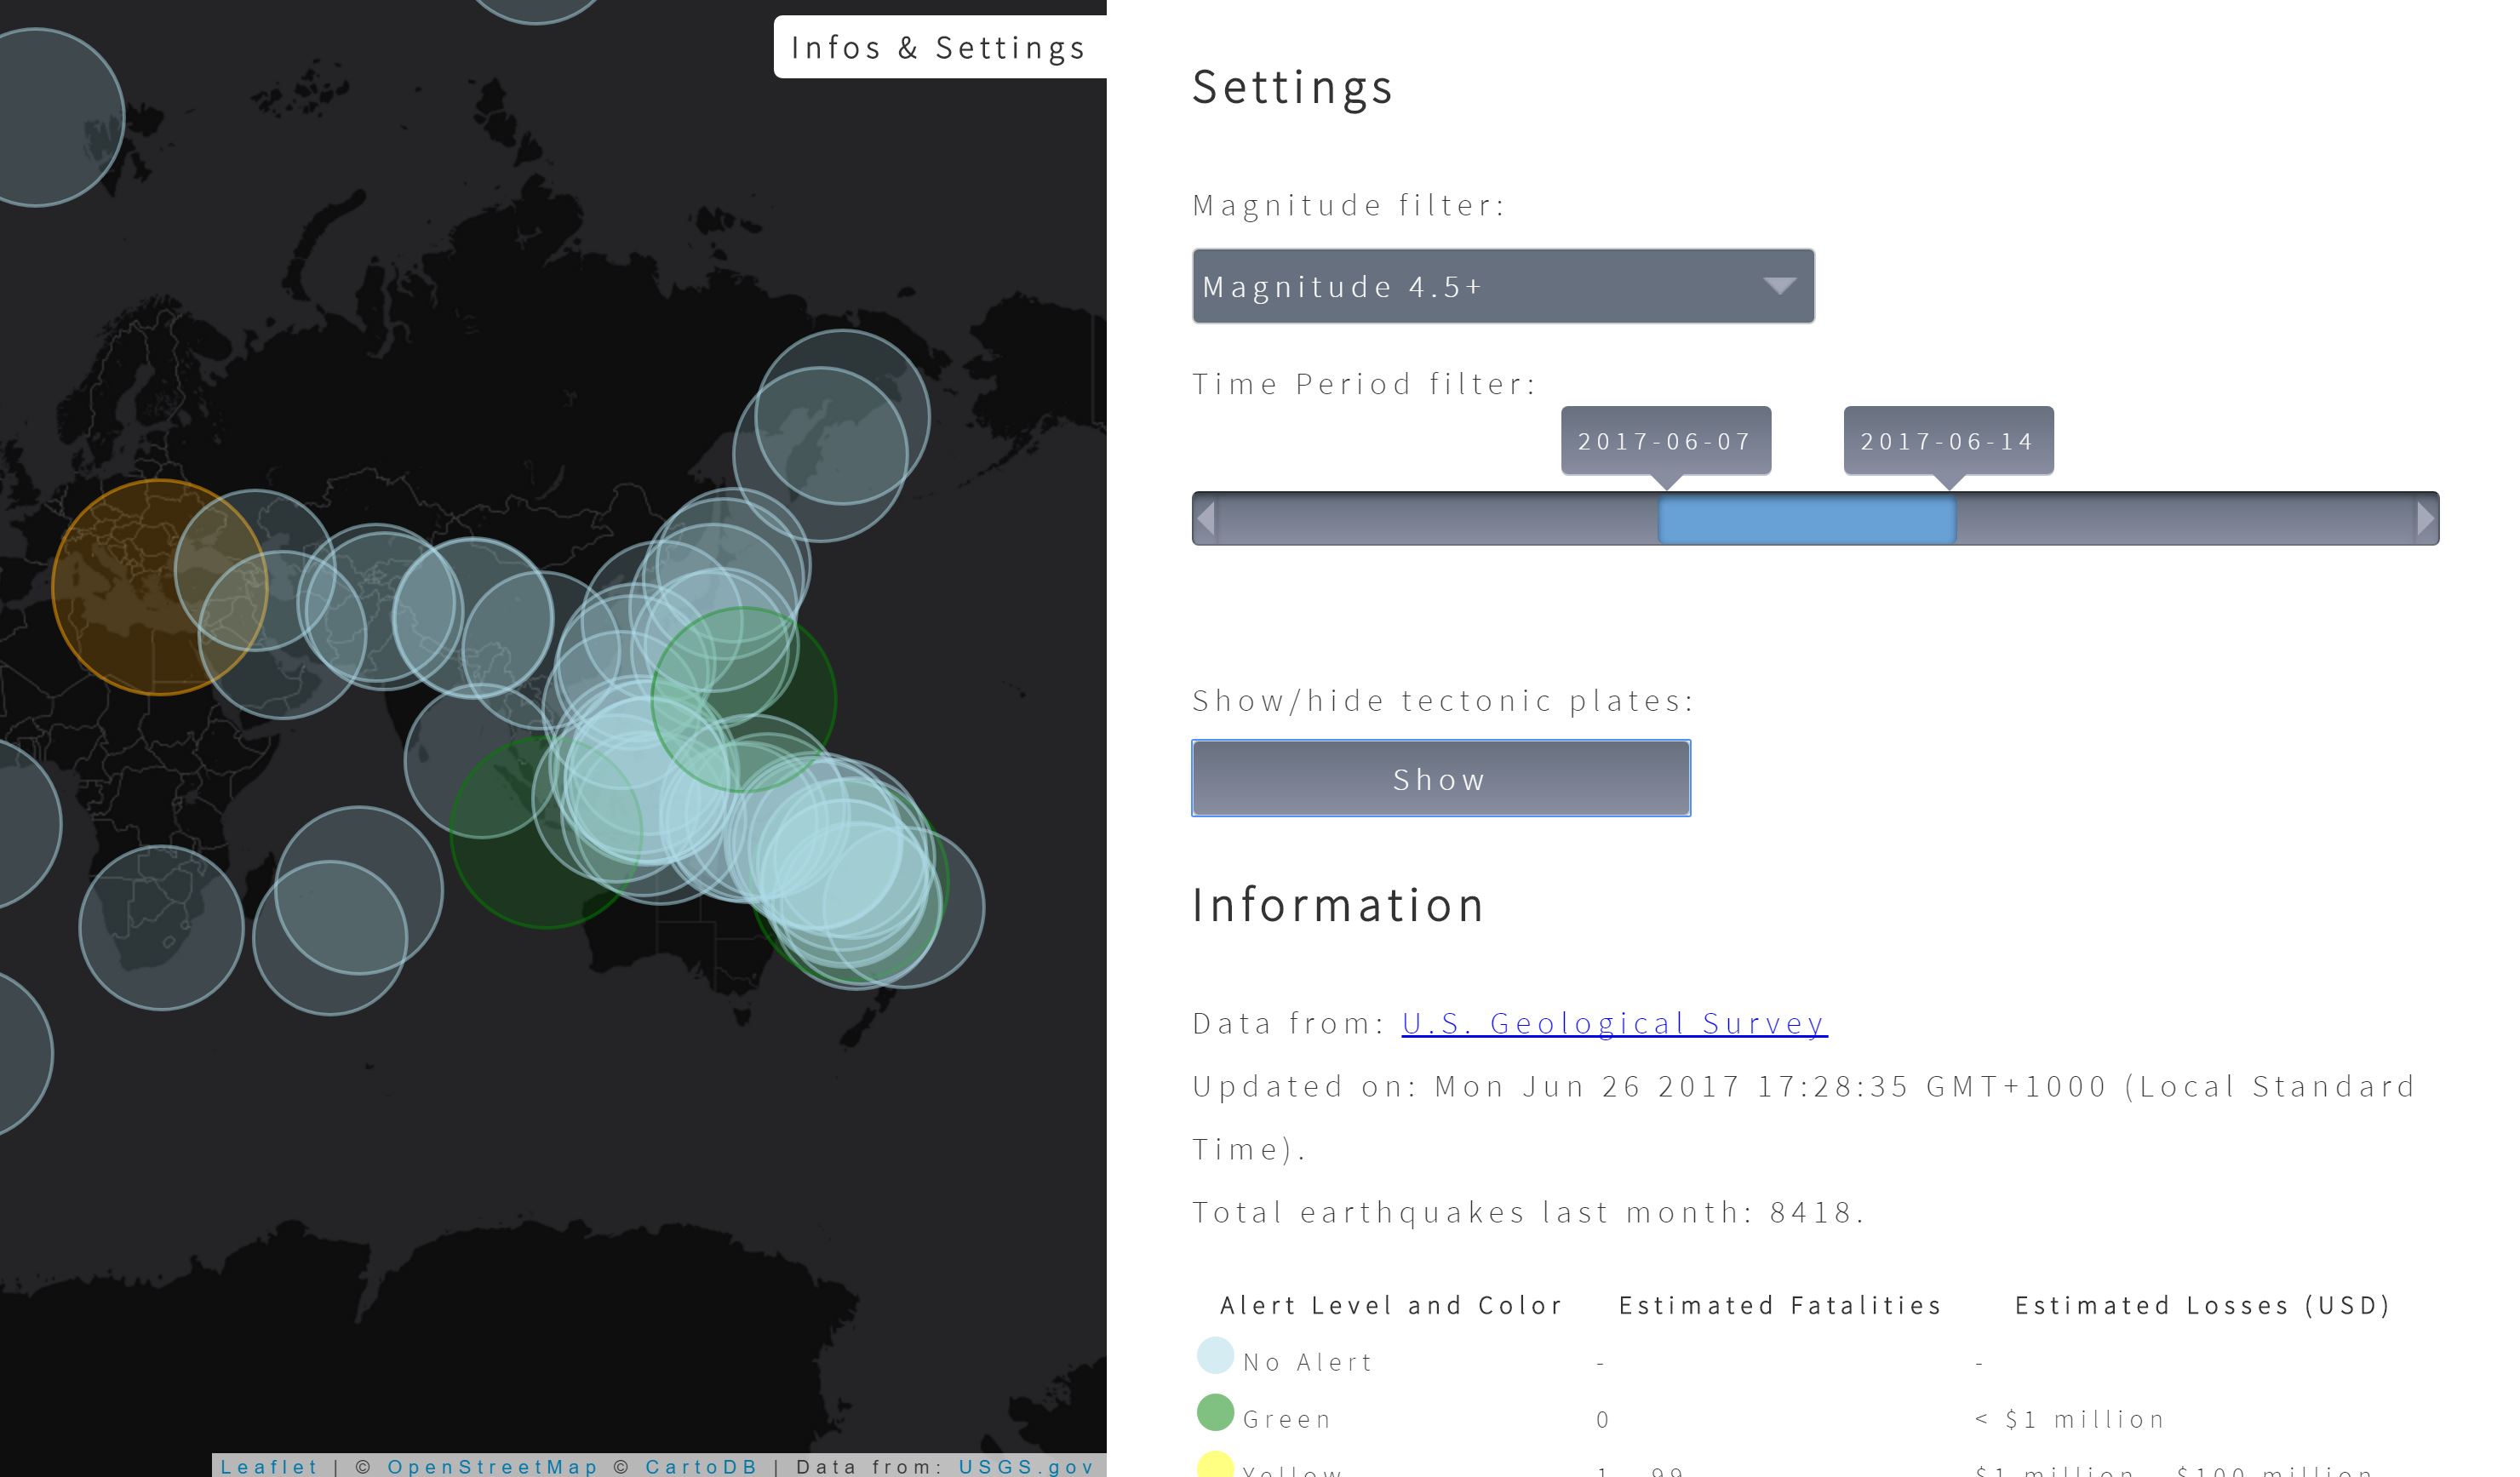 Infos & Settings
Settings
Magnitude filter:
Magnitude 4.5+
Time Period filter:
2017-06-07 2017-06-14
Show/hide tectonic plates:
Show
Information
Data from: U.S. Geological Survey
Updated on: Mon Jun 26 2017 17:28:35 GMT+1000 (Local Standard
Time).
Total earthquakes last month: 8418.
Alert Level and Color Estimated Fatalities Estimated Losses (USD)
No Alert - -
Green 0 < $1 million
Yellow 1 - 99 $1 million - $100 million
Leaflet | © OpenStreetMap © CartoDB | Data from: USGS.gov